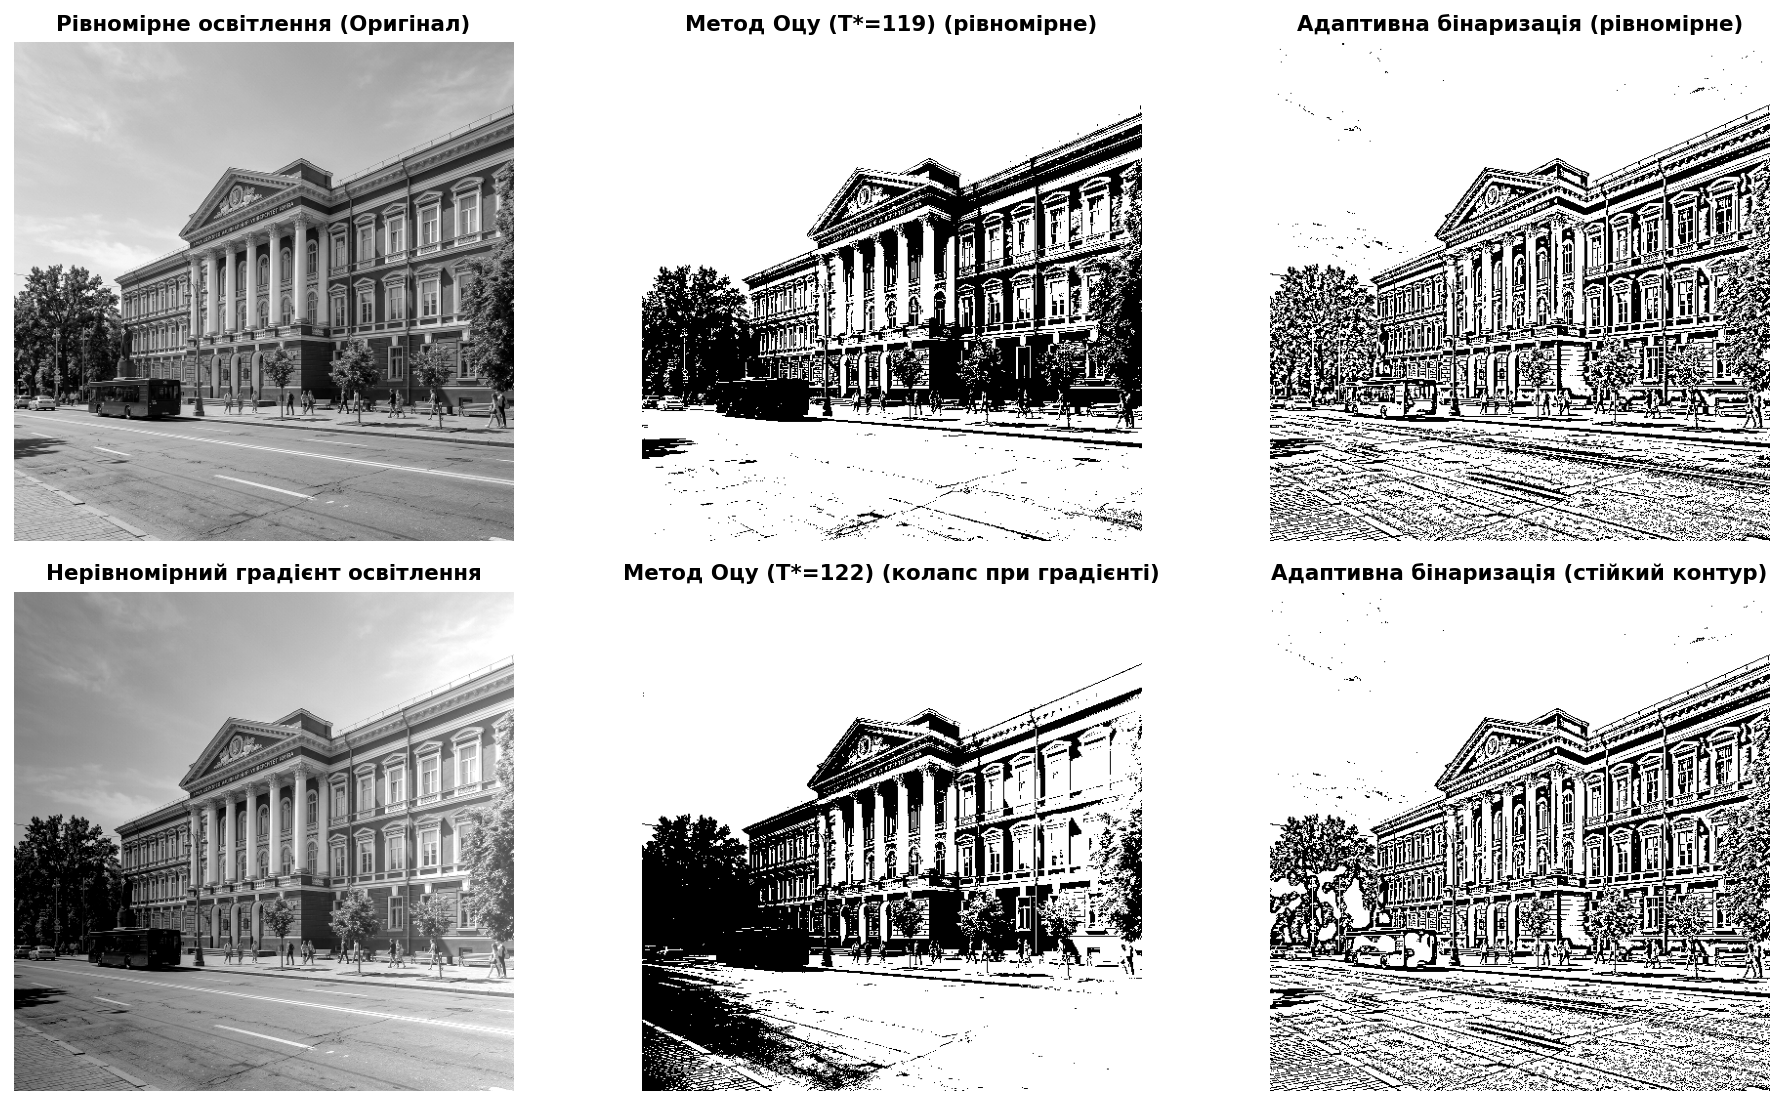 Рівномірне освітлення (Оригінал)
Метод Оцу (T*=119) (рівномірне)
Адаптивна бінаризація (рівномірне)
Нерівномірний градієнт освітлення
Метод Оцу (T*=122) (колапс при градієнті)
Адаптивна бінаризація (стійкий контур)